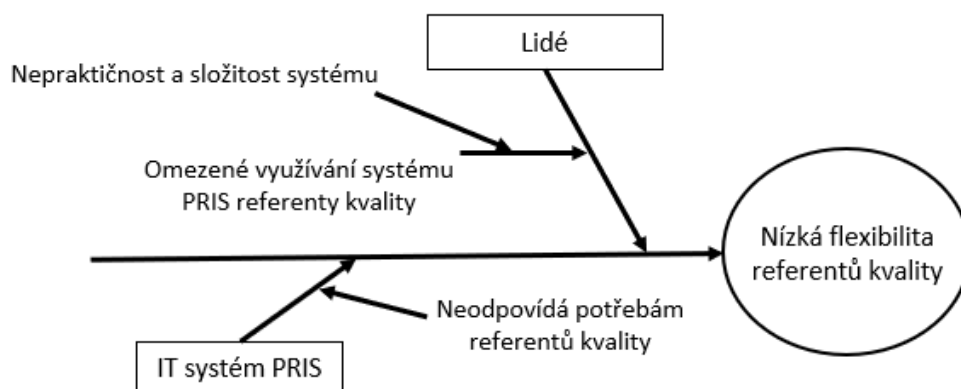 Lidé
Nepraktičnost a složitost systému
Omezené využívání systému
PRIS referenty kvality
Nízká flexibilita
referentů kvality
Neodpovídá potřebám
referentů kvality
IT systém PRIS